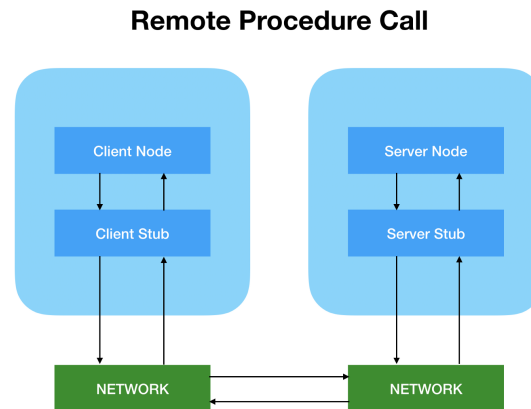 Remote Procedure Call
Client Node
Server Node
Client Stub
Server Stub
NETWORK
NETWORK